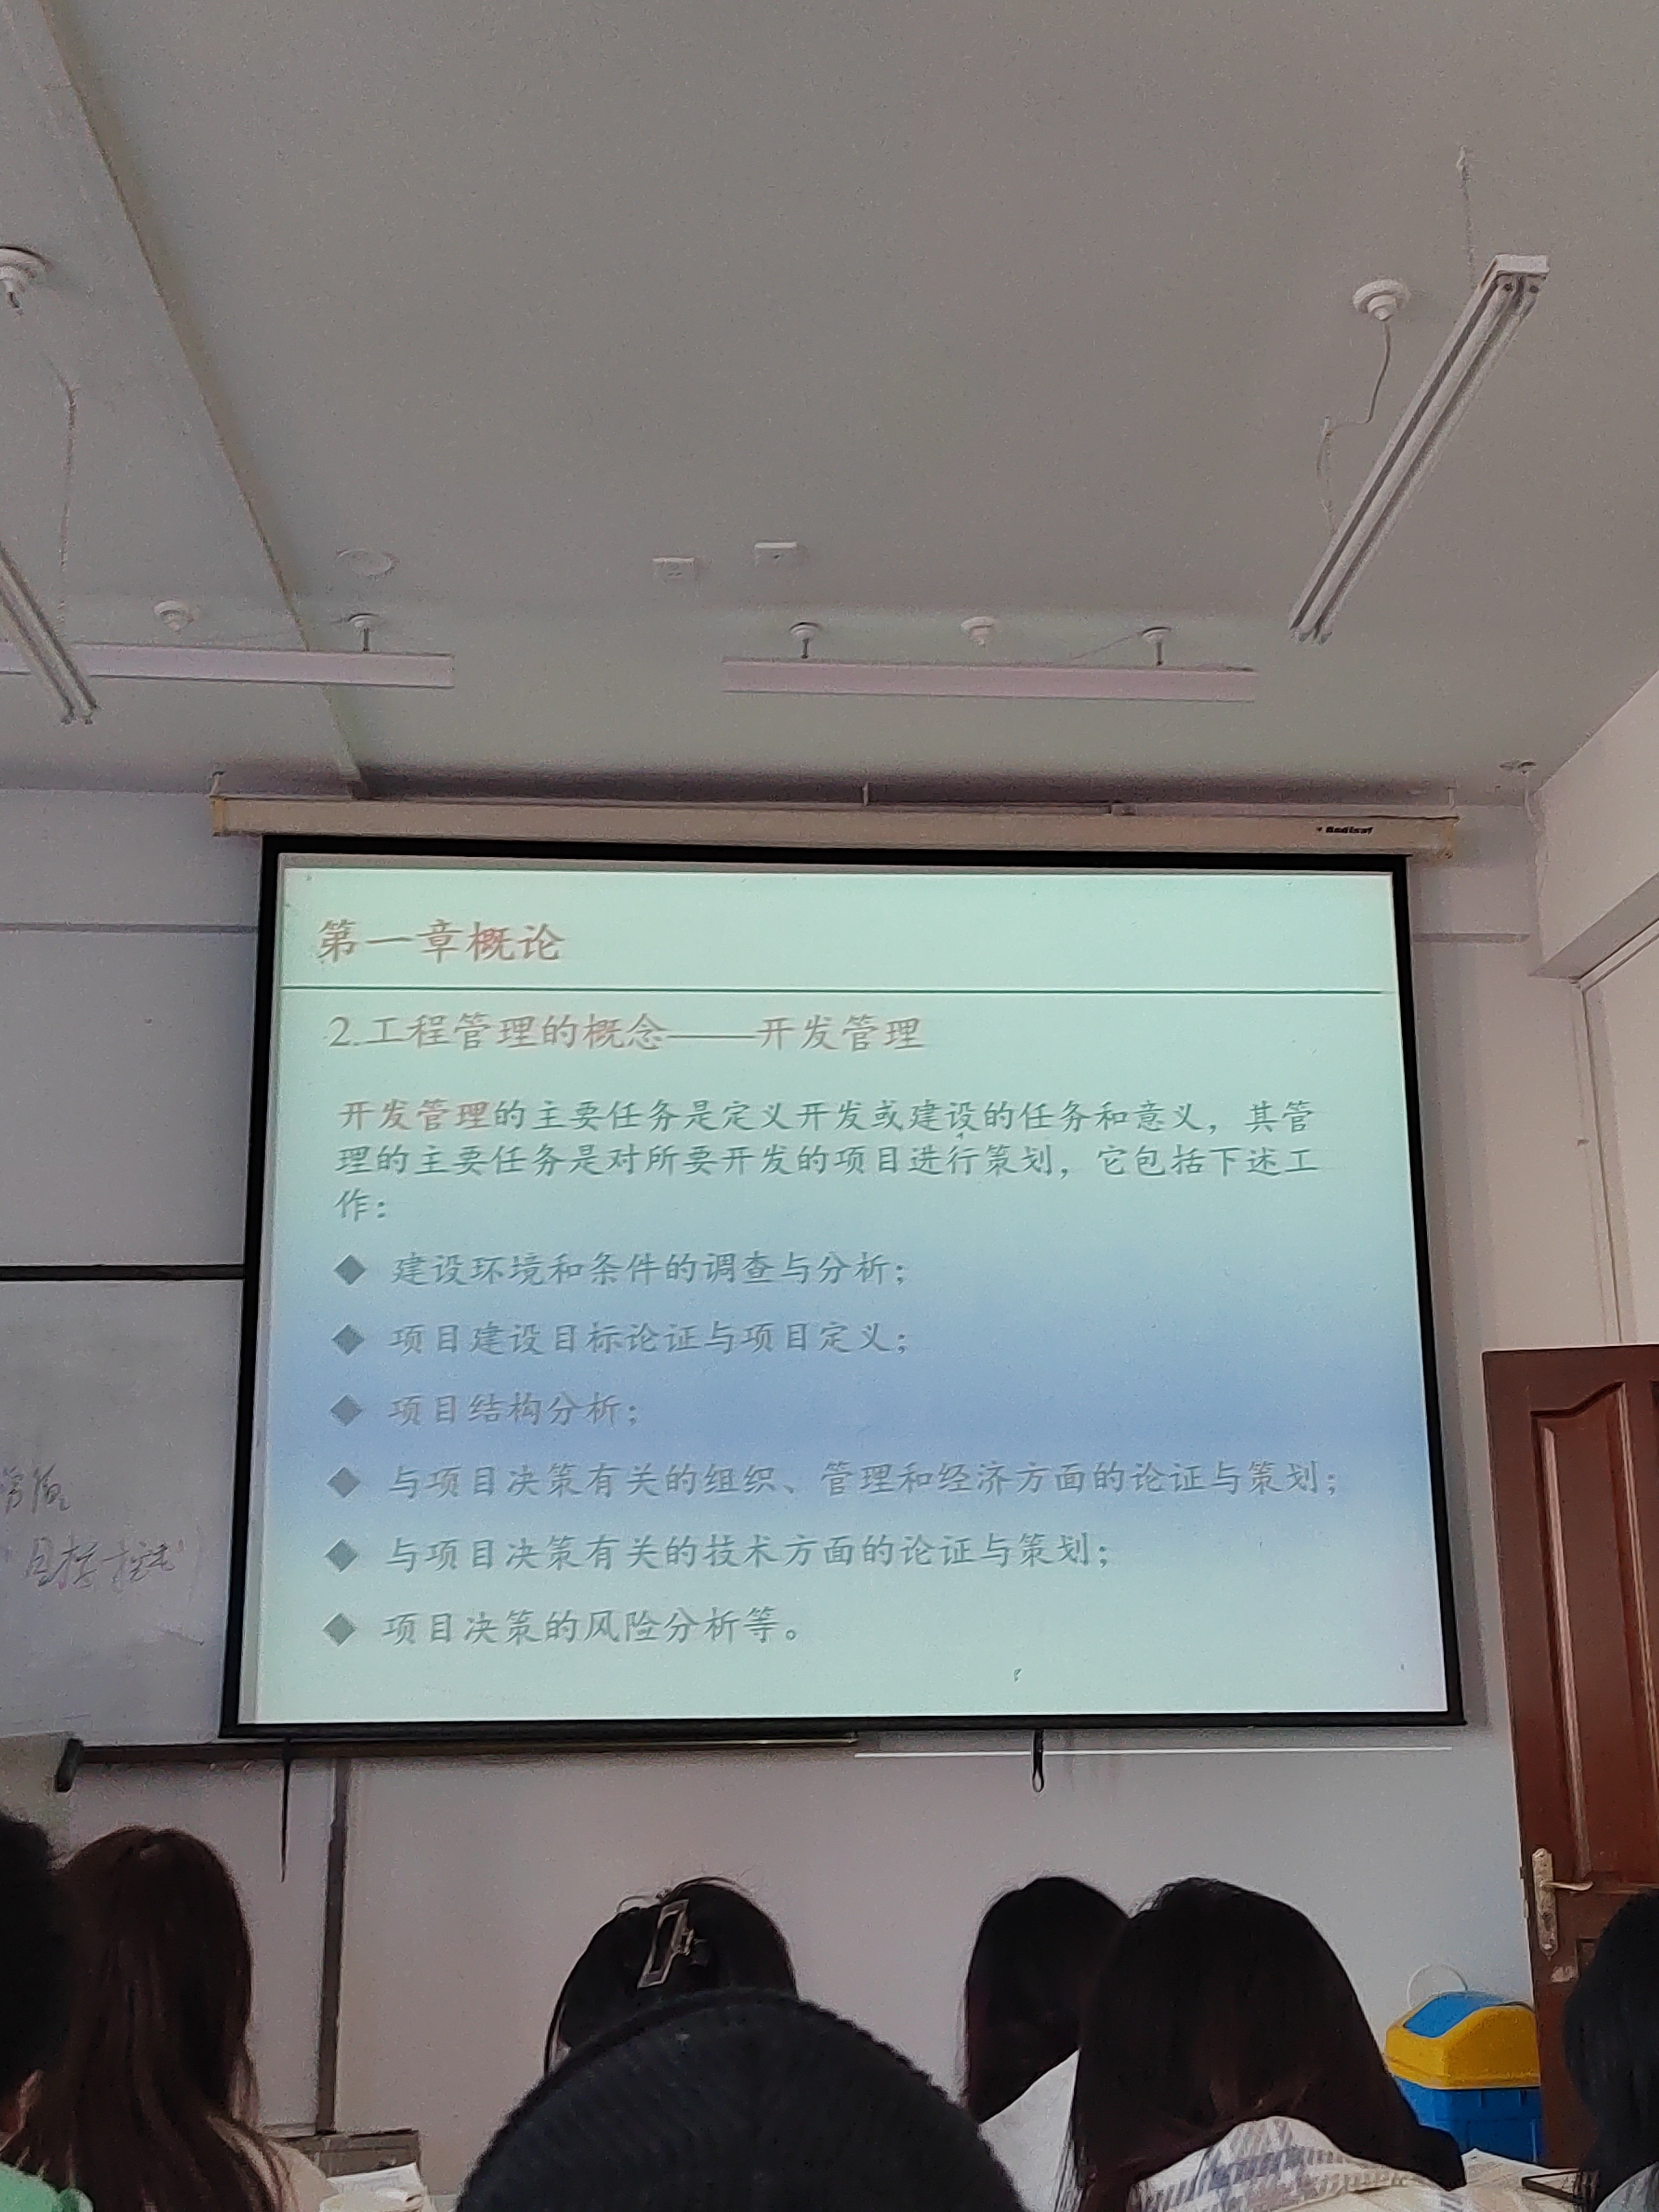 第一章概论
2.工程管理的概念——开发管理
开发管理的主要任务是定义开发或建设的任务和意义，其管
理的主要任务是对所要开发的项目进行策划，它包括下述工
作：
◆ 建设环境和条件的调查与分析；
◆ 项目建设目标论证与项目定义；
◆ 项目结构分析；
◆ 与项目决策有关的组织、管理和经济方面的论证与策划；
◆ 与项目决策有关的技术方面的论证与策划；
◆ 项目决策的风险分析等。
目标